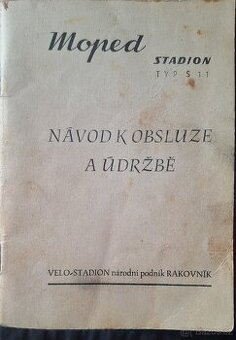 Moped
STADION
TYP S 11
NÁVOD K OBSLUZE
A ÚDRŽBĚ
VELO-STADION národní podnik RAKOVNÍK